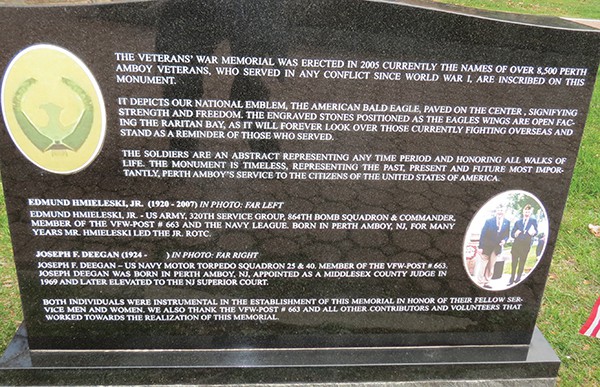 THE VETERANS' WAR MEMORIAL WAS ERECTED IN 2005 CURRENTLY THE NAMES OF OVER 8,500 PERTH
AMBOY VETERANS, WHO SERVED IN ANY CONFLICT SINCE WORLD WAR I, ARE INSCRIBED ON THIS
MONUMENT.
IT DEPICTS OUR NATIONAL EMBLEM, THE AMERICAN BALD EAGLE, PAVED ON THE CENTER , SIGNIFYING
STRENGTH AND FREEDOM. THE ENGRAVED STONES POSITIONED AS THE EAGLES WINGS ARE OPEN FAC-
ING THE RARITAN BAY, AS IT WILL FOREVER LOOK OVER THOSE CURRENTLY FIGHTING OVERSEAS AND
STAND AS A REMINDER OF THOSE WHO SERVED.
THE SOLDIERS ARE AN ABSTRACT REPRESENTING ANY TIME PERIOD AND HONORING ALL WALKS OF
LIFE. THE MONUMENT IS TIMELESS, REPRESENTING THE PAST, PRESENT AND FUTURE MOST IMPOR-
TANTLY, PERTH AMBOY'S SERVICE TO THE CITIZENS OF THE UNITED STATES OF AMERICA.
EDMUND HMIELESKI, JR. (1920 - 2007) IN PHOTO: FAR LEFT
EDMUND HMIELESKI, JR. - US ARMY, 320TH SERVICE GROUP, 864TH BOMB SQUADRON & COMMANDER,
MEMBER OF THE VFW-POST # 663 AND THE NAVY LEAGUE. BORN IN PERTH AMBOY, NJ, FOR MANY
YEARS MR. HMIELESKI LED THE JR. ROTC.
JOSEPH F. DEEGAN (1924 - ) IN PHOTO: FAR RIGHT
JOSEPH F. DEEGAN – US NAVY MOTOR TORPEDO SQUADRON 25 & 40. MEMBER OF THE VFW-POST # 663.
JOSEPH DEEGAN WAS BORN IN PERTH AMBOY, NJ, APPOINTED AS A MIDDLESEX COUNTY JUDGE IN
1969 AND LATER ELEVATED TO THE NJ SUPERIOR COURT.
BOTH INDIVIDUALS WERE INSTRUMENTAL IN THE ESTABLISHMENT OF THIS MEMORIAL IN HONOR OF THEIR FELLOW SER-
VICE MEN AND WOMEN. WE ALSO THANK THE VFW-POST # 663 AND ALL OTHER CONTRIBUTORS AND VOLUNTEERS THAT
WORKED TOWARDS THE REALIZATION OF THIS MEMORIAL.